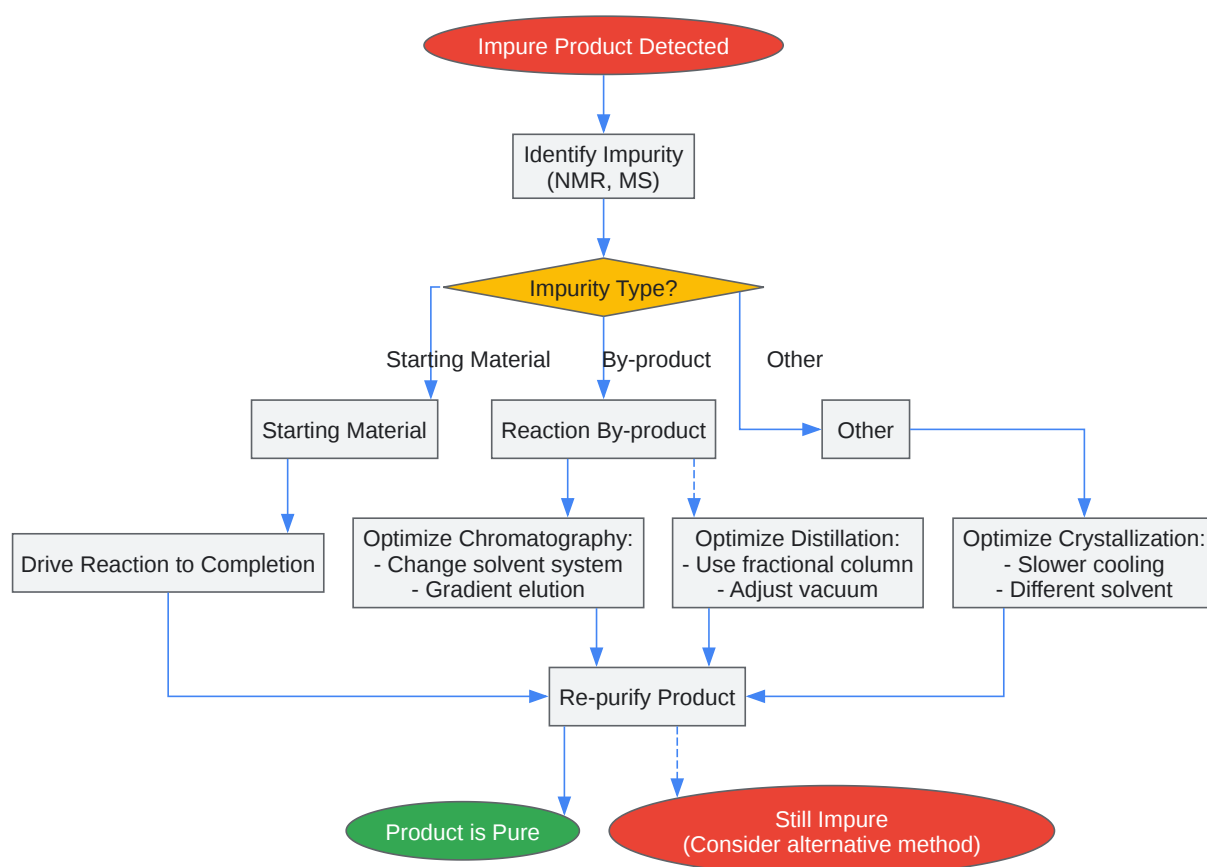 Impure Product Detected
Identify Impurity
(NMR, MS)
Impurity Type?
Starting Material
By-product
Other
Starting Material
Reaction By-product
Other
Drive Reaction to Completion
Optimize Chromatography:
- Change solvent system
- Gradient elution
Optimize Distillation:
- Use fractional column
- Adjust vacuum
Optimize Crystallization:
- Slower cooling
- Different solvent
Re-purify Product
Product is Pure
Still Impure
(Consider alternative method)